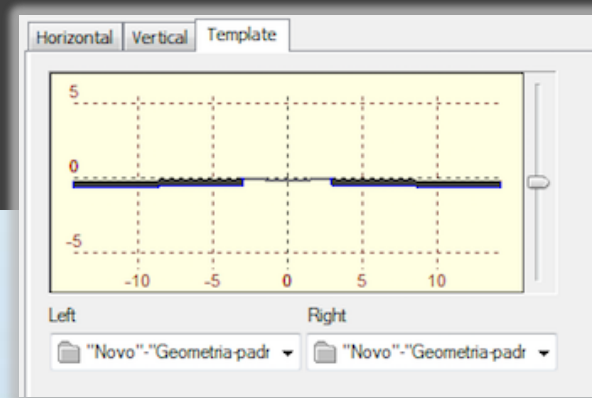 Horizontal Vertical Template
5
0
-5
-10 -5 0 5 10
Left Right
"Novo"-"Geometria-padr "Novo"-"Geometria-padr